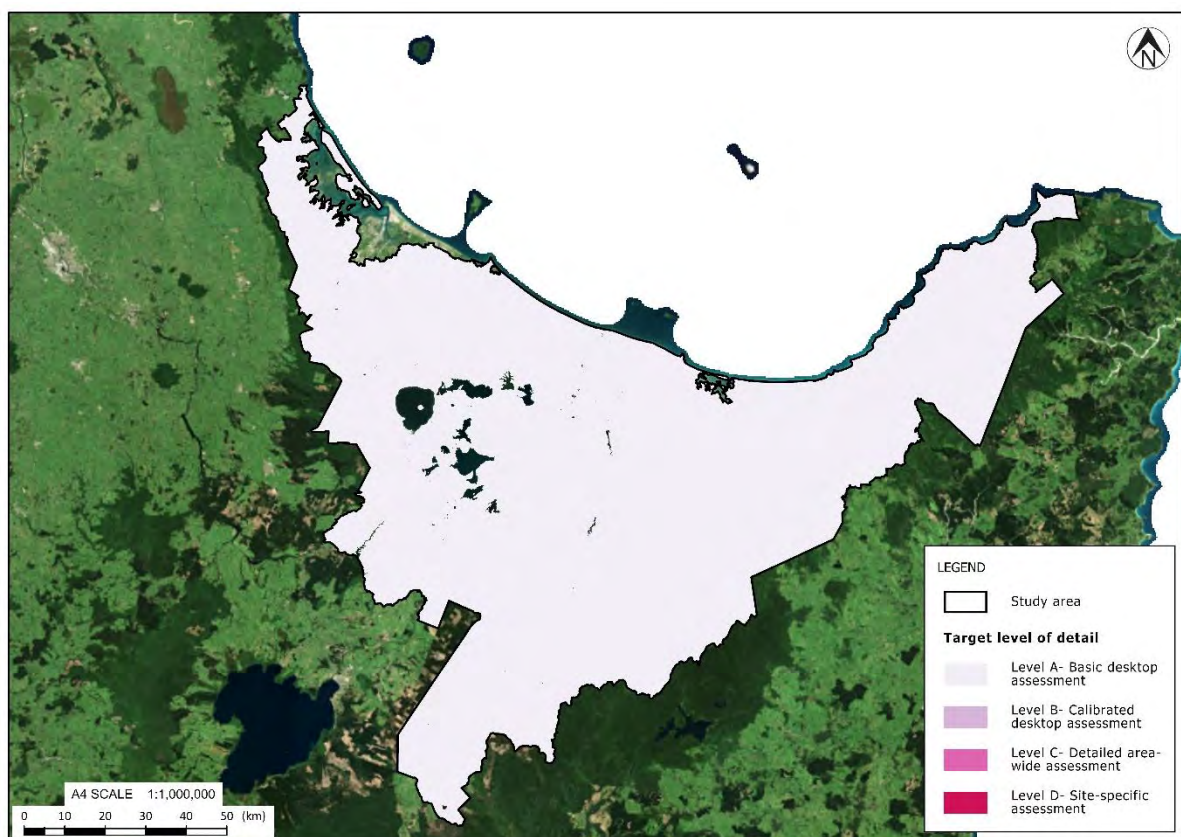 N
LEGEND
Study area
Target level of detail
Level A- Basic desktop
assessment
Level B- Calibrated
desktop assessment
Level C- Detailed area-
wide assessment
Level D- Site-specific
assessment
A4 SCALE 1:1,000,000
0 10 20 30 40 50 (km)